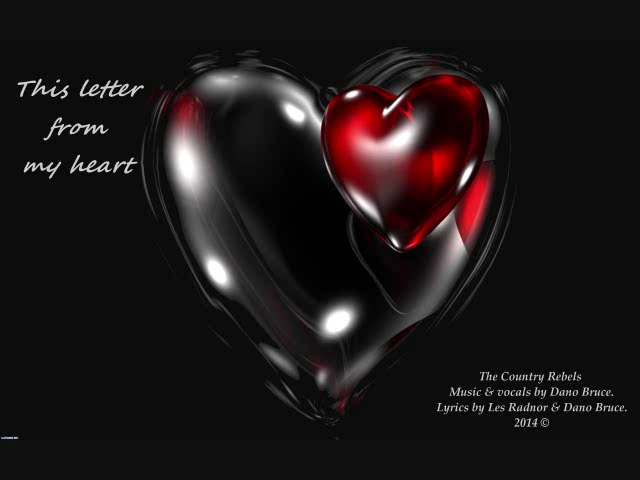 This letter
from
my heart
The Country Rebels
Music & vocals by Dano Bruce.
Lyrics by Les Radnor & Dano Bruce.
2014 ©